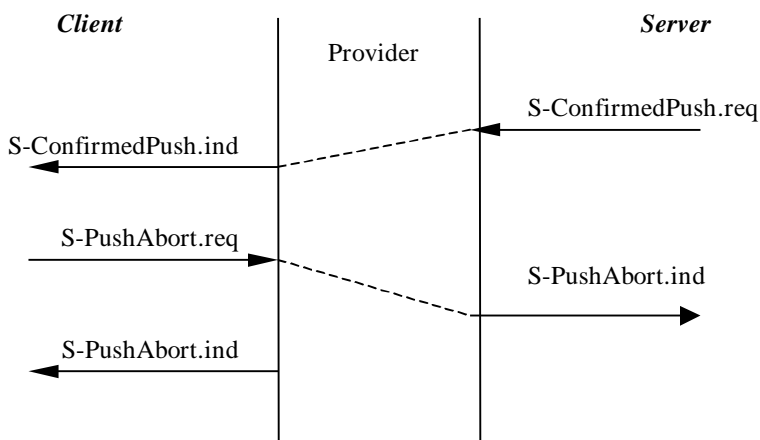 Client
Provider
Server
S-ConfirmedPush.req
S-ConfirmedPush.ind
S-PushAbort.req
S-PushAbort.ind
S-PushAbort.ind